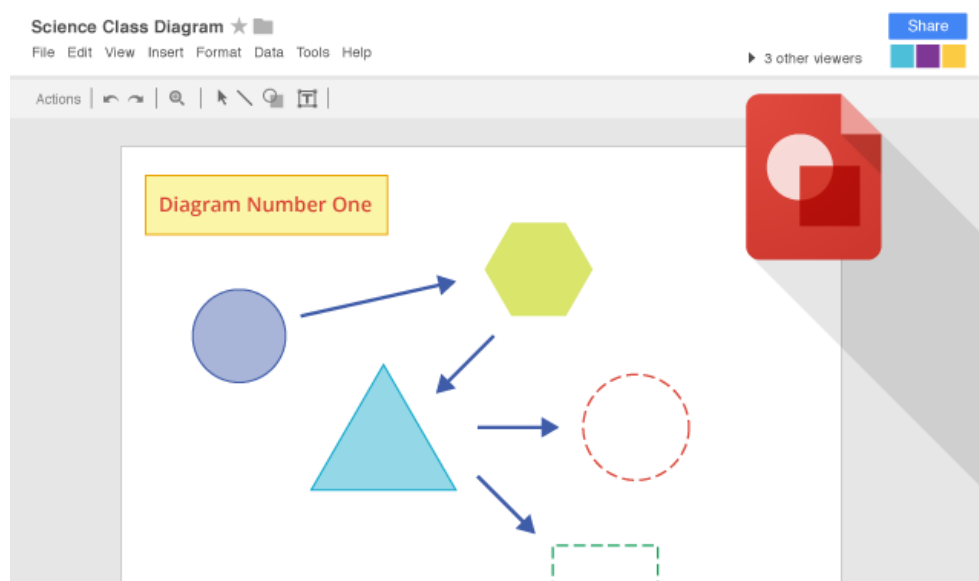 Science Class Diagram
File Edit View Insert Format Data Tools Help
Share
3 other viewers
Actions
T
Diagram Number One